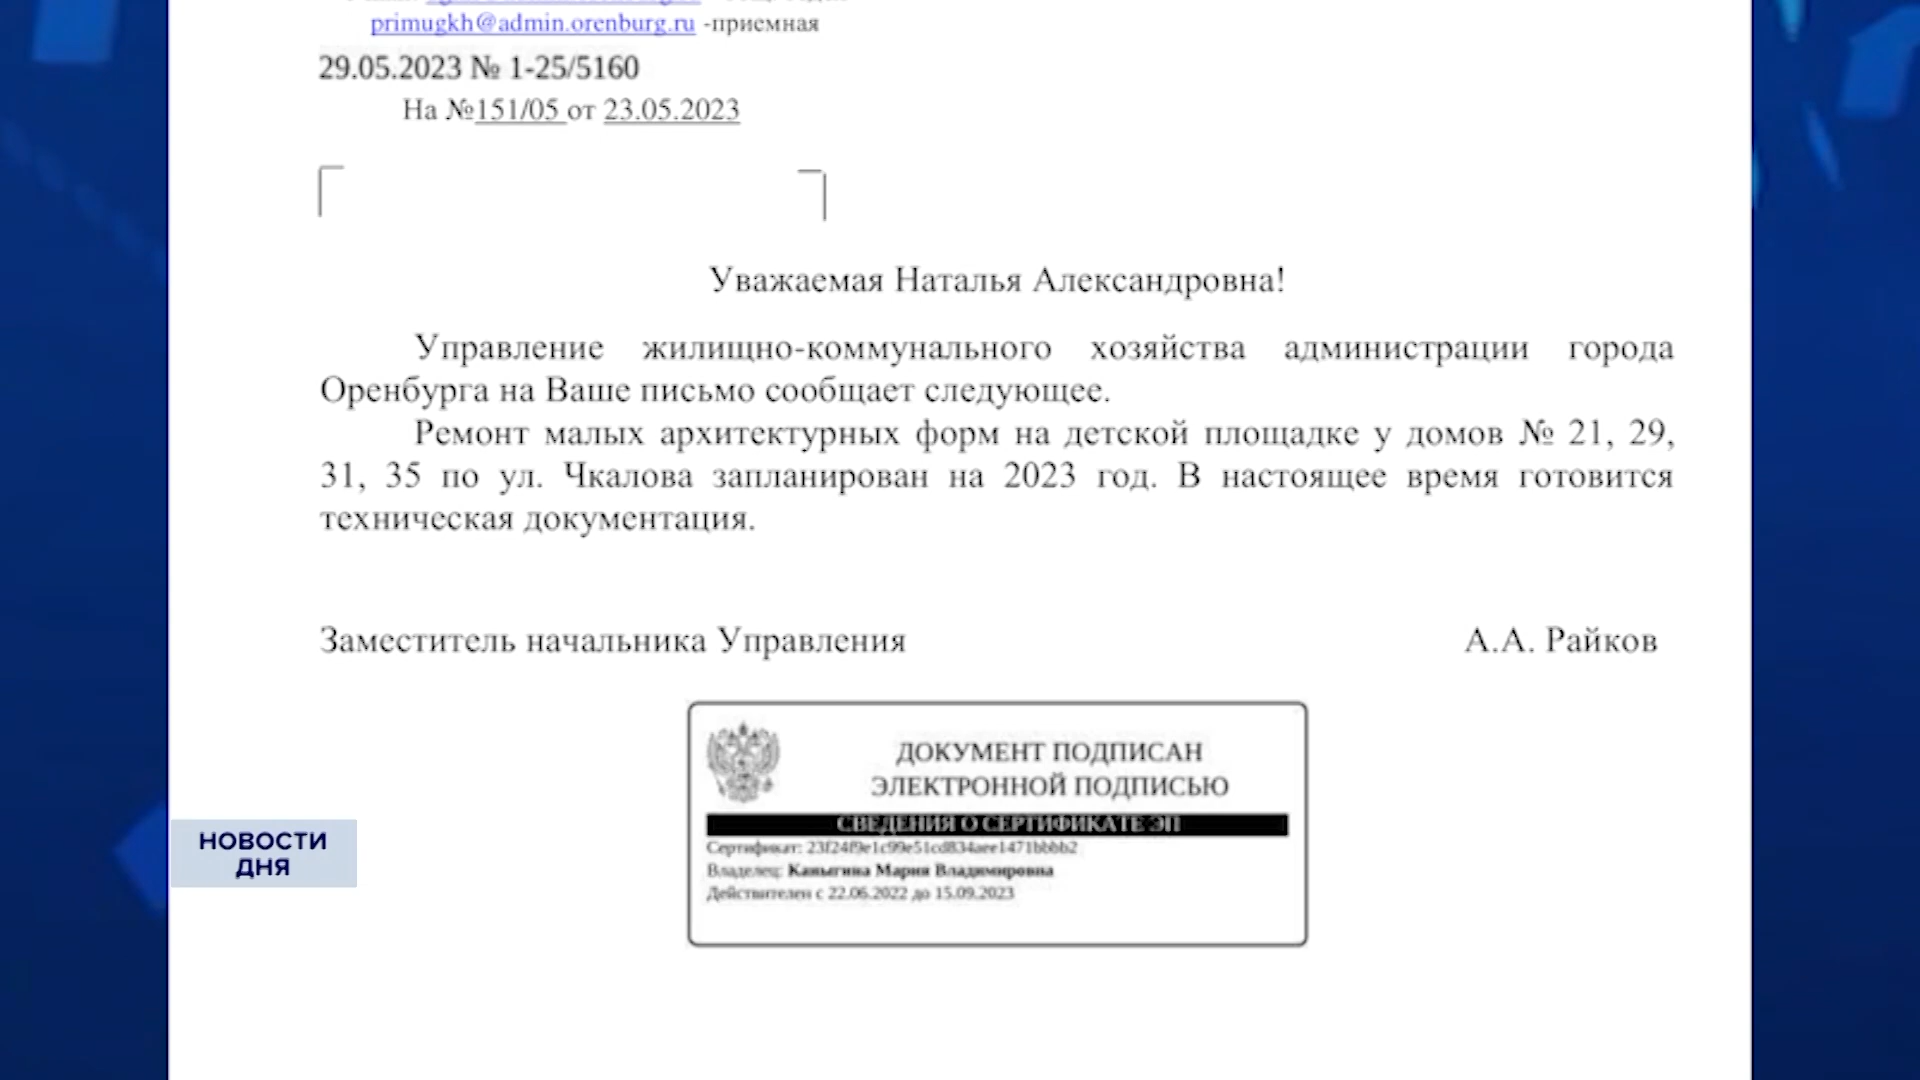 primugkh@admin.orenburg.ru -приемная
29.05.2023 № 1-25/5160
На №151/05 от 23.05.2023
Уважаемая Наталья Александровна!
Управление жилищно-коммунального хозяйства администрации города
Оренбурга на Ваше письмо сообщает следующее.
Ремонт малых архитектурных форм на детской площадке у домов № 21, 29,
31, 35 по ул. Чкалова запланирован на 2023 год. В настоящее время готовится
техническая документация.
Заместитель начальника Управления А.А. Райков
ДОКУМЕНТ ПОДПИСАН
ЭЛЕКТРОННОЙ ПОДПИСЬЮ
СВЕДЕНИЯ О СЕРТИФИКАТЕ ЭП
Сертификат:
Владелец: Каныгина Мария Владимировна
Действителен с 22.06.2022 до 15.09.2023
НОВОСТИ
ДНЯ